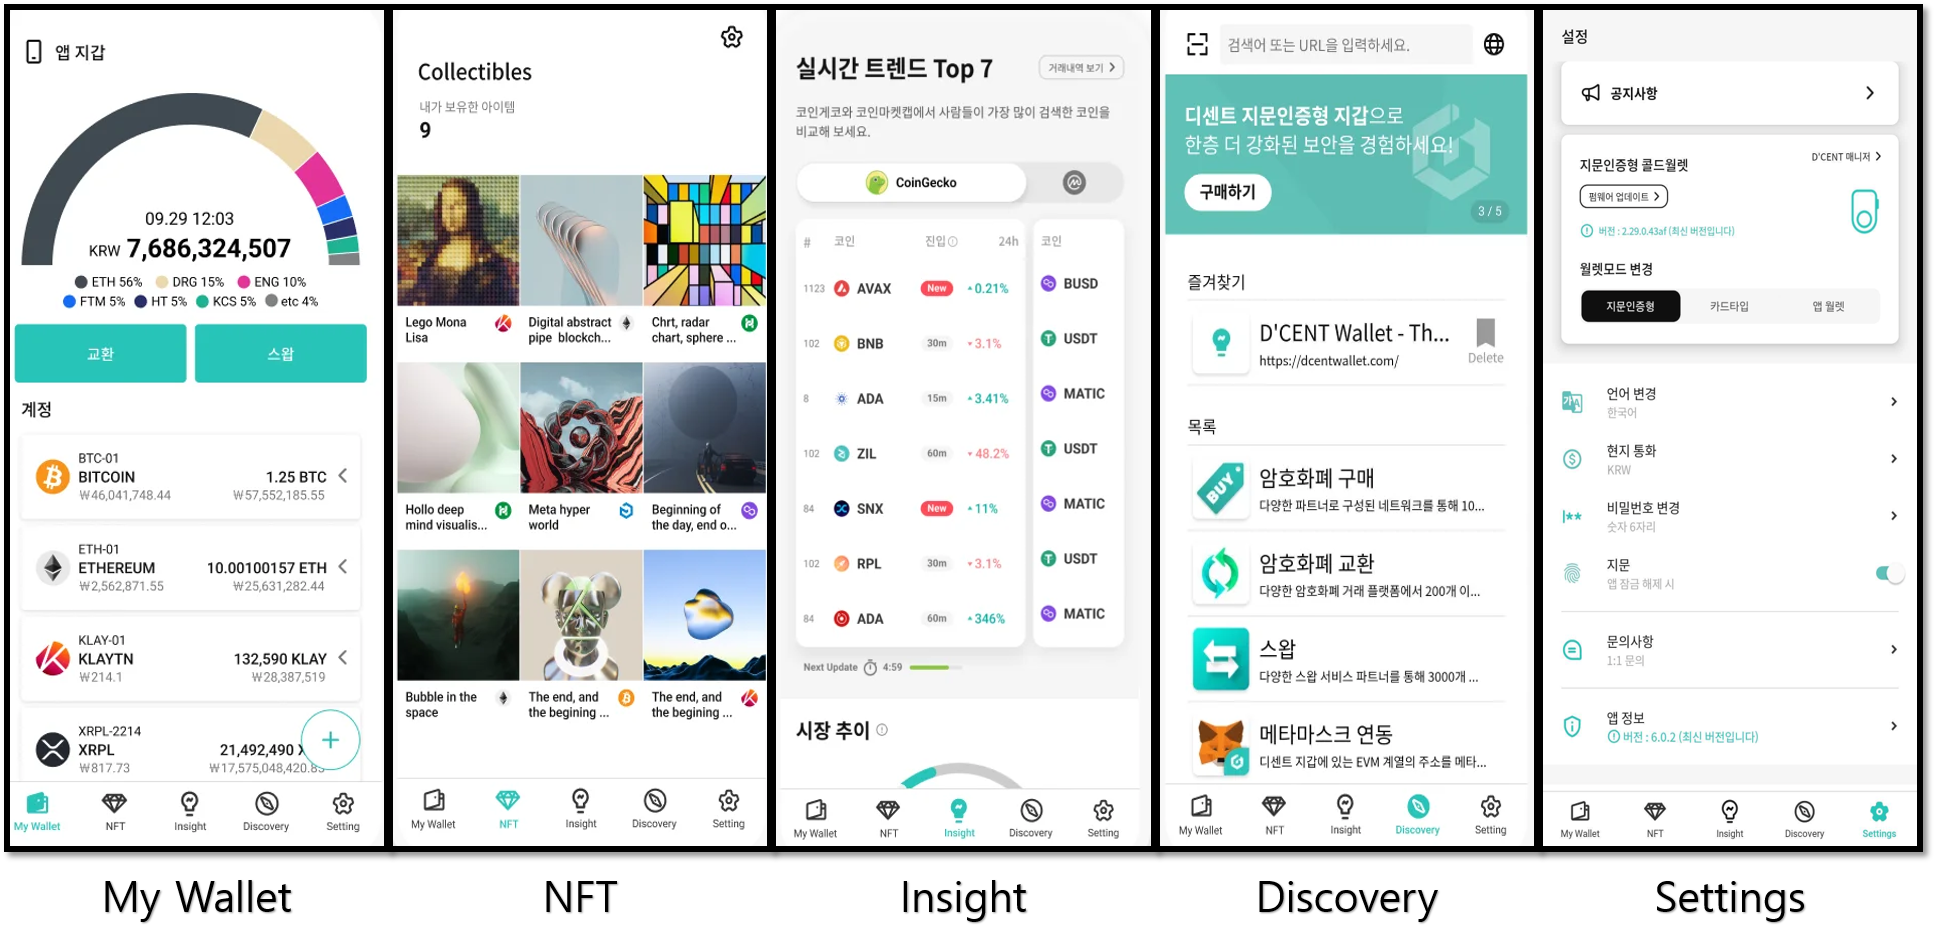 앱 지갑
09.29 12:03
KRW 7,686,324,507
ETH 56% DRG 15% ENG 10%
FTM 5% HT 5% KCS 5% etc 4%
교환 스왑
계정
BTC-01
BITCOIN 1.25 BTC
₩46,041,748.44 ₩57,552,185.55
ETH-01
ETHEREUM 10.00100157 ETH
₩2,562,871.55 ₩25,631,282.44
KLAY-01
KLAYTN 132,590 KLAY
₩214.1 ₩28,387,519
XRPL-2214
XRPL 21,492,490 X
₩817.73 ₩17,575,048,420.83
+
My Wallet NFT Insight Discovery Setting
Collectibles
내가 보유한 아이템
9
Lego Mona Lisa
Digital abstract pipe blockch...
Chrt, radar chart, sphere ...
Hollo deep mind visualis...
Meta hyper world
Beginning of the day, end o...
Bubble in the space
The end, and the begining ...
The end, and the begining ...
My Wallet NFT Insight Discovery Setting
실시간 트렌드 Top 7 거래내역 보기
코인게코와 코인마켓캡에서 사람들이 가장 많이 검색한 코인을
비교해 보세요.
CoinGecko
# 코인 진입 24h 코인
1123 AVAX New 0.21% BUSD
102 BNB 30m 3.1% USDT
8 ADA 15m 3.41% MATIC
102 ZIL 60m 48.2% USDT
84 SNX New 11% MATIC
102 RPL 30m 3.1% USDT
84 ADA 60m 346% MATIC
Next Update 4:59
시장 추이
My Wallet NFT Insight Discovery Setting
검색어 또는 URL을 입력하세요.
디센트 지문인증형 지갑으로
한층 더 강화된 보안을 경험하세요!
구매하기
3 / 5
즐겨찾기
D'CENT Wallet - Th...
https://dcentwallet.com/
Delete
목록
BUY
암호화폐 구매
다양한 파트너로 구성된 네트워크를 통해 10...
암호화폐 교환
다양한 암호화폐 거래 플랫폼에서 200개 이...
스왑
다양한 스왑 서비스 파트너를 통해 3000개 ...
메타마스크 연동
디센트 지갑에 있는 EVM 계열의 주소를 메타...
My Wallet NFT Insight Discovery Setting
설정
공지사항
지문인증형 콜드월렛 D'CENT 매니저
펌웨어 업데이트
버전 : 2.29.0.43af (최신 버전입니다)
월렛모드 변경
지문인증형 카드타입 앱 월렛
언어 변경
한국어
현지 통화
KRW
비밀번호 변경
숫자 6자리
지문
앱 잠금 해제 시
문의사항
1:1 문의
앱 정보
버전 : 6.0.2 (최신 버전입니다)
My Wallet NFT Insight Discovery Settings
My Wallet NFT Insight Discovery Settings